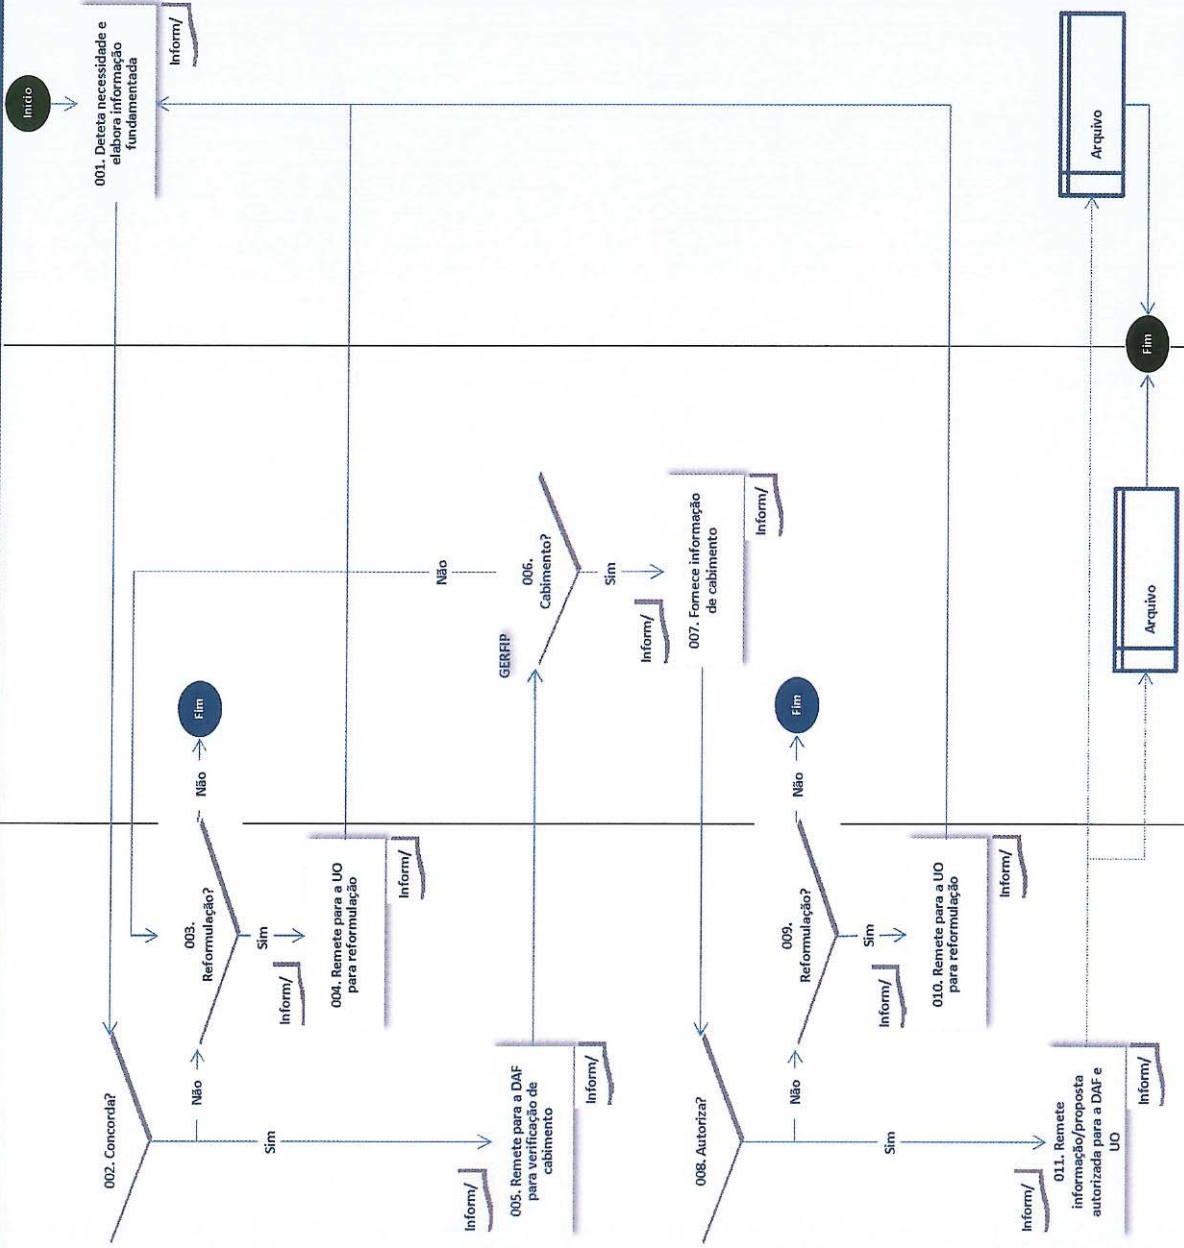 Início
001. Deteta necessidade e
elabora informação
fundamentada
Inform/
002. Concorda?
Não
003.
Reformulação?
Não
Fim
Sim
Inform/
004. Remete para a UO
para reformulação
Inform/
Sim
Inform/
005. Remete para a DAF
para verificação de
cabimento
Inform/
GERFIP
006.
Cabimento?
Não
Sim
Inform/
007. Fornece informação
de cabimento
Inform/
008. Autoriza?
Não
009.
Reformulação?
Não
Fim
Sim
Inform/
010. Remete para a UO
para reformulação
Inform/
Sim
Inform/
011. Remete
informação/proposta
autorizada para a DAF e
UO
Inform/
Arquivo
Arquivo
Fim